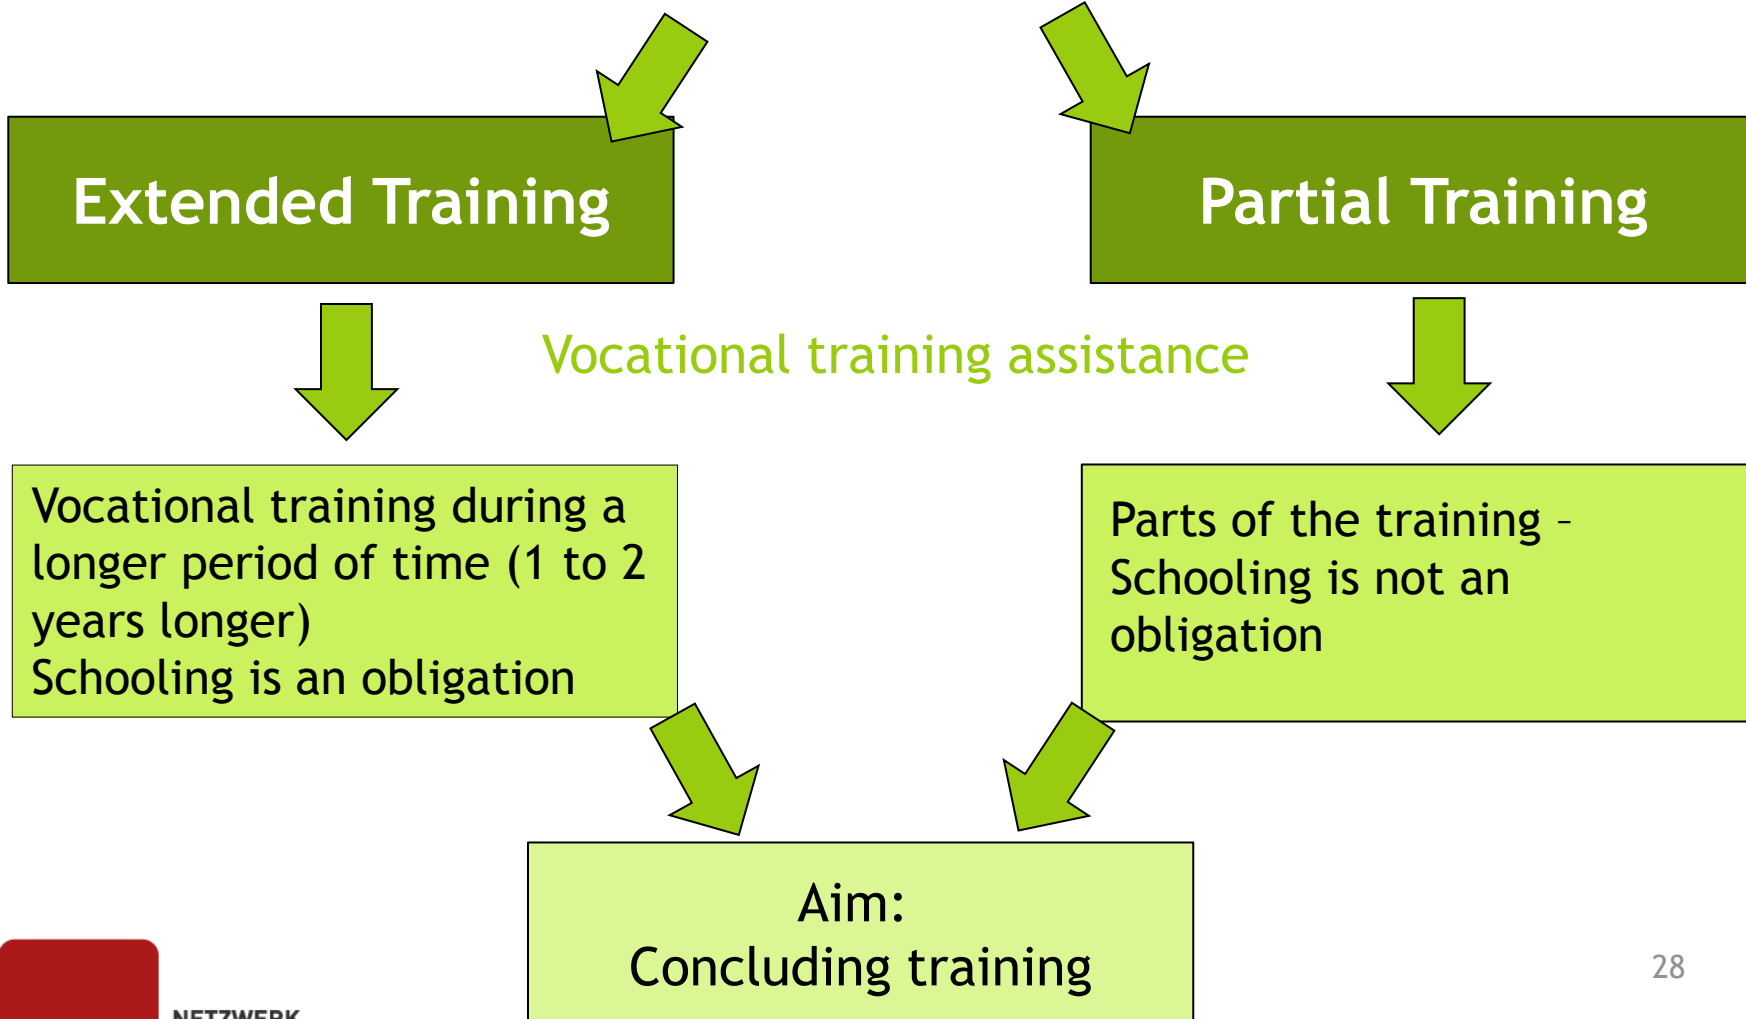 Extended Training
Partial Training
Vocational training assistance
Vocational training during a
longer period of time (1 to 2
years longer)
Schooling is an obligation
Parts of the training –
Schooling is not an
obligation
Aim:
Concluding training
28
NETZWERK